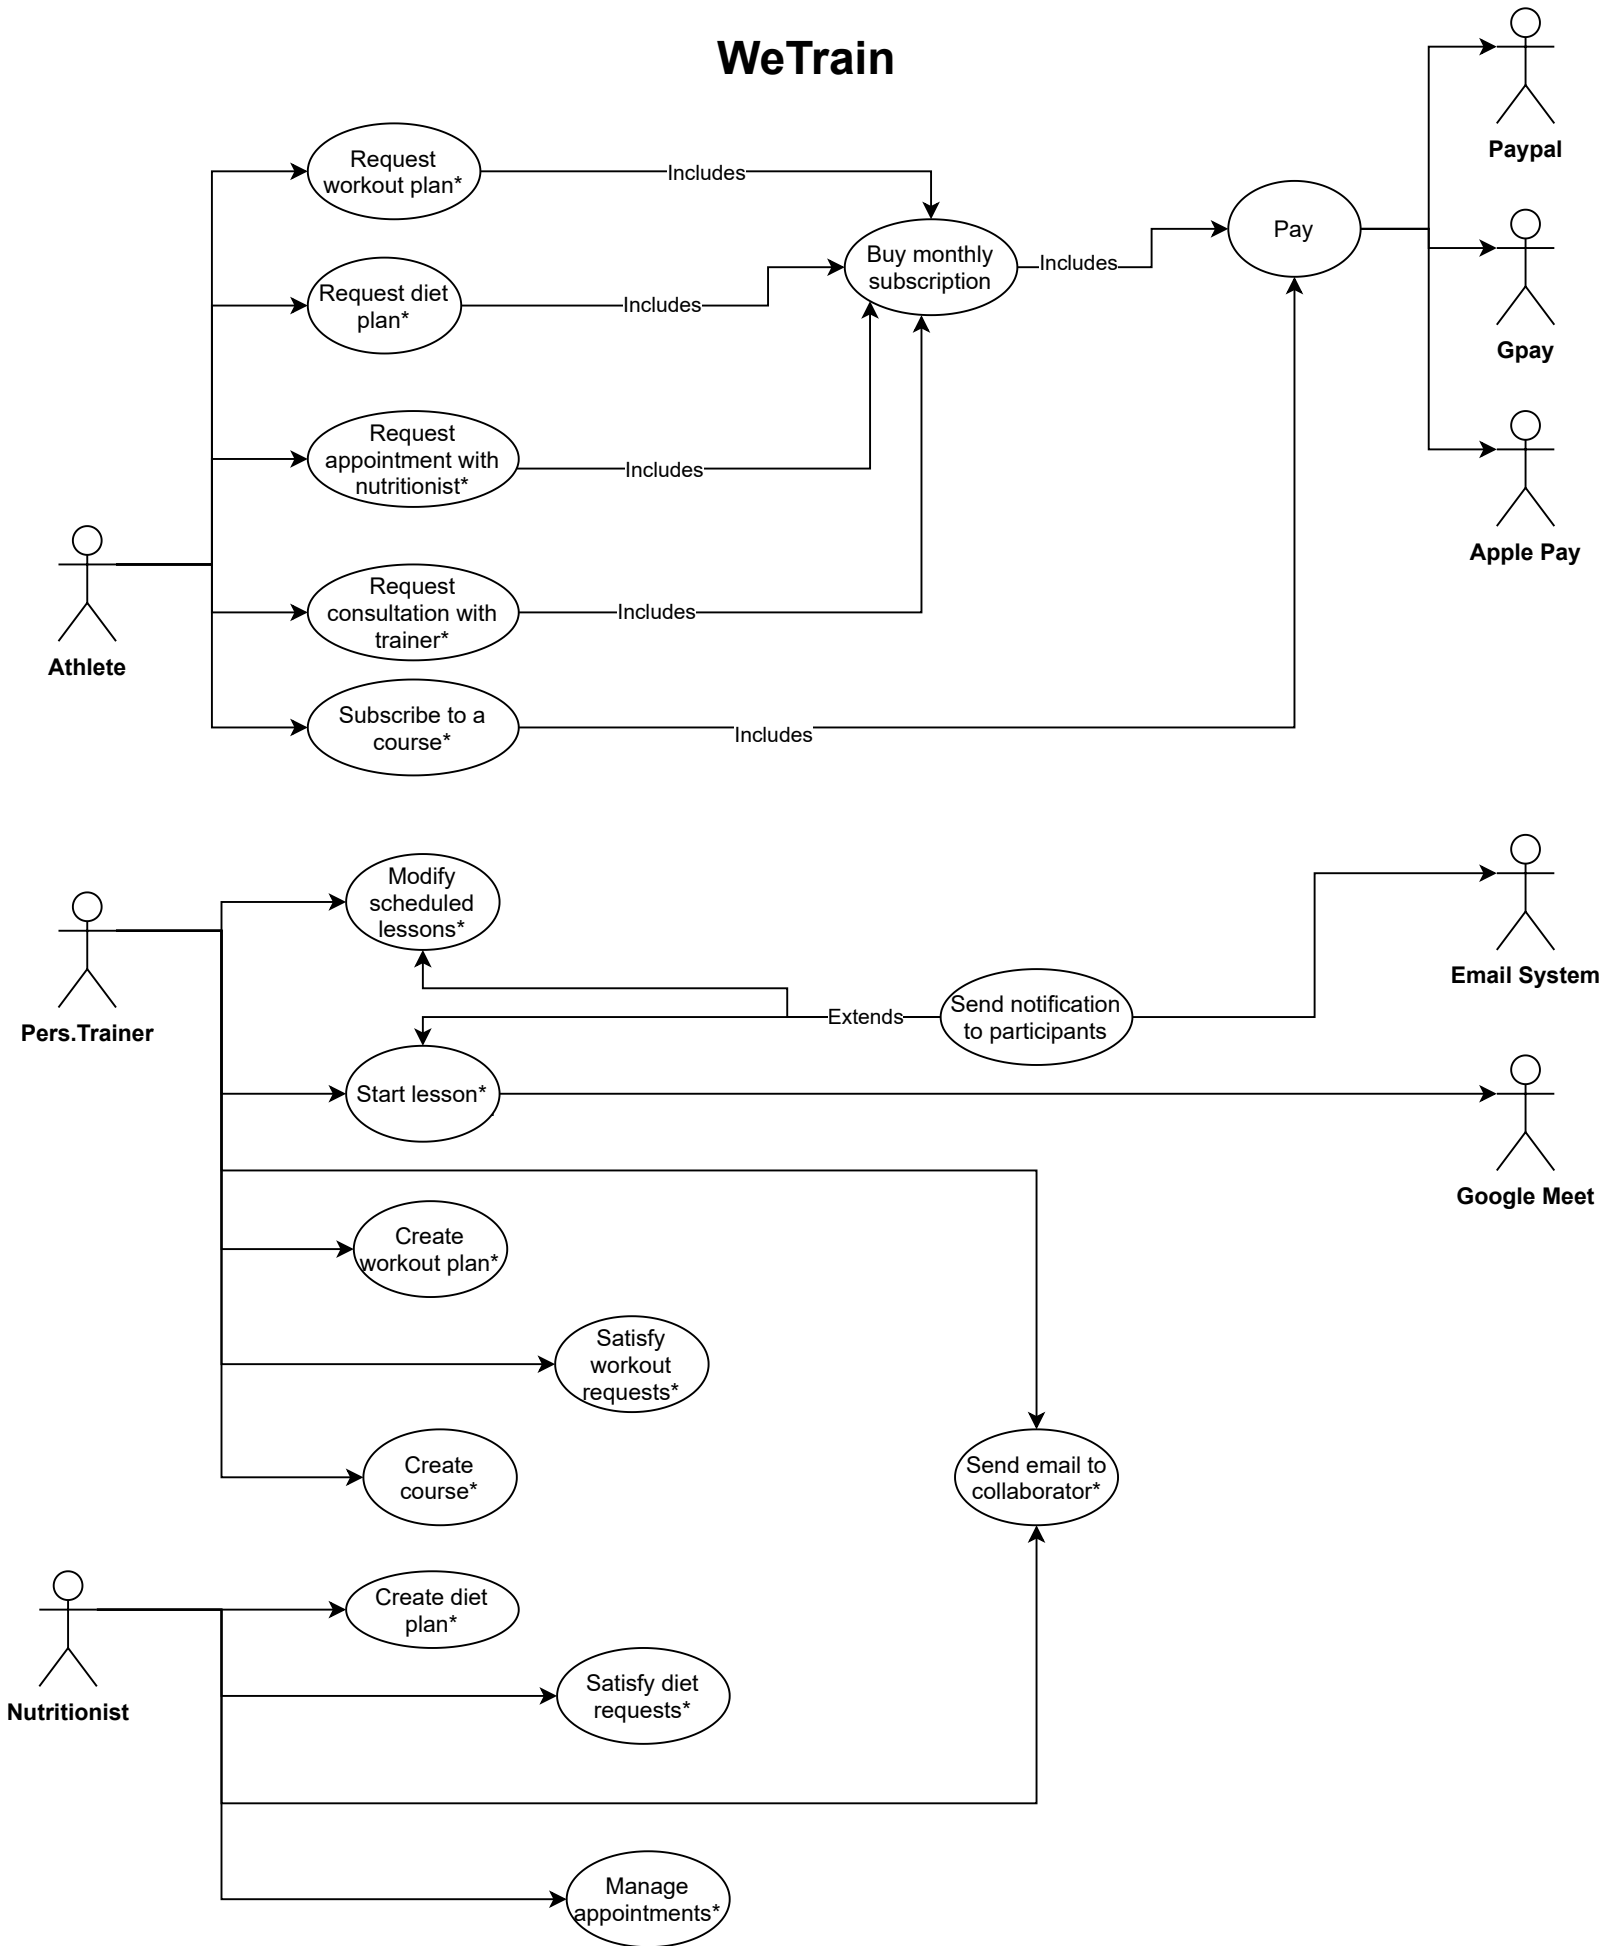 WeTrain
Paypal
Request
workout plan*
Includes
Buy monthly
subscription
Includes
Pay
Request diet
plan*
Includes
Gpay
Request
appointment with
nutritionist*
Includes
Apple Pay
Athlete
Request
consultation with
trainer*
Includes
Subscribe to a
course*
Includes
Pers.Trainer
Modify
scheduled
lessons*
Extends
Send notification
to participants
Email System
Start lesson*
Google Meet
Create
workout plan*
Satisfy
workout
requests*
Create
course*
Send email to
collaborator*
Nutritionist
Create diet
plan*
Satisfy diet
requests*
Manage
appointments*